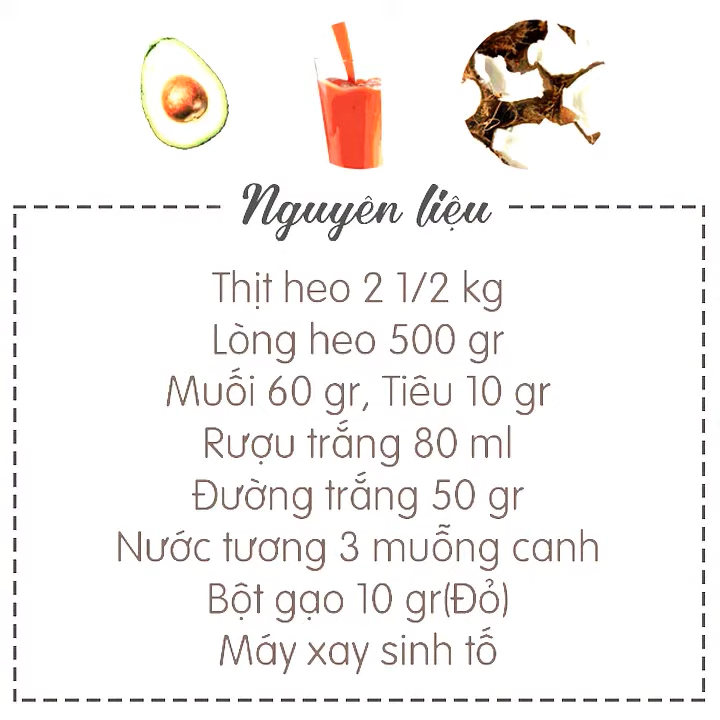 Nguyên liệu
Thịt heo 2 1/2 kg
Lòng heo 500 gr
Muối 60 gr, Tiêu 10 gr
Rượu trắng 80 ml
Đường trắng 50 gr
Nước tương 3 muỗng canh
Bột gạo 10 gr(Đỏ)
Máy xay sinh tố